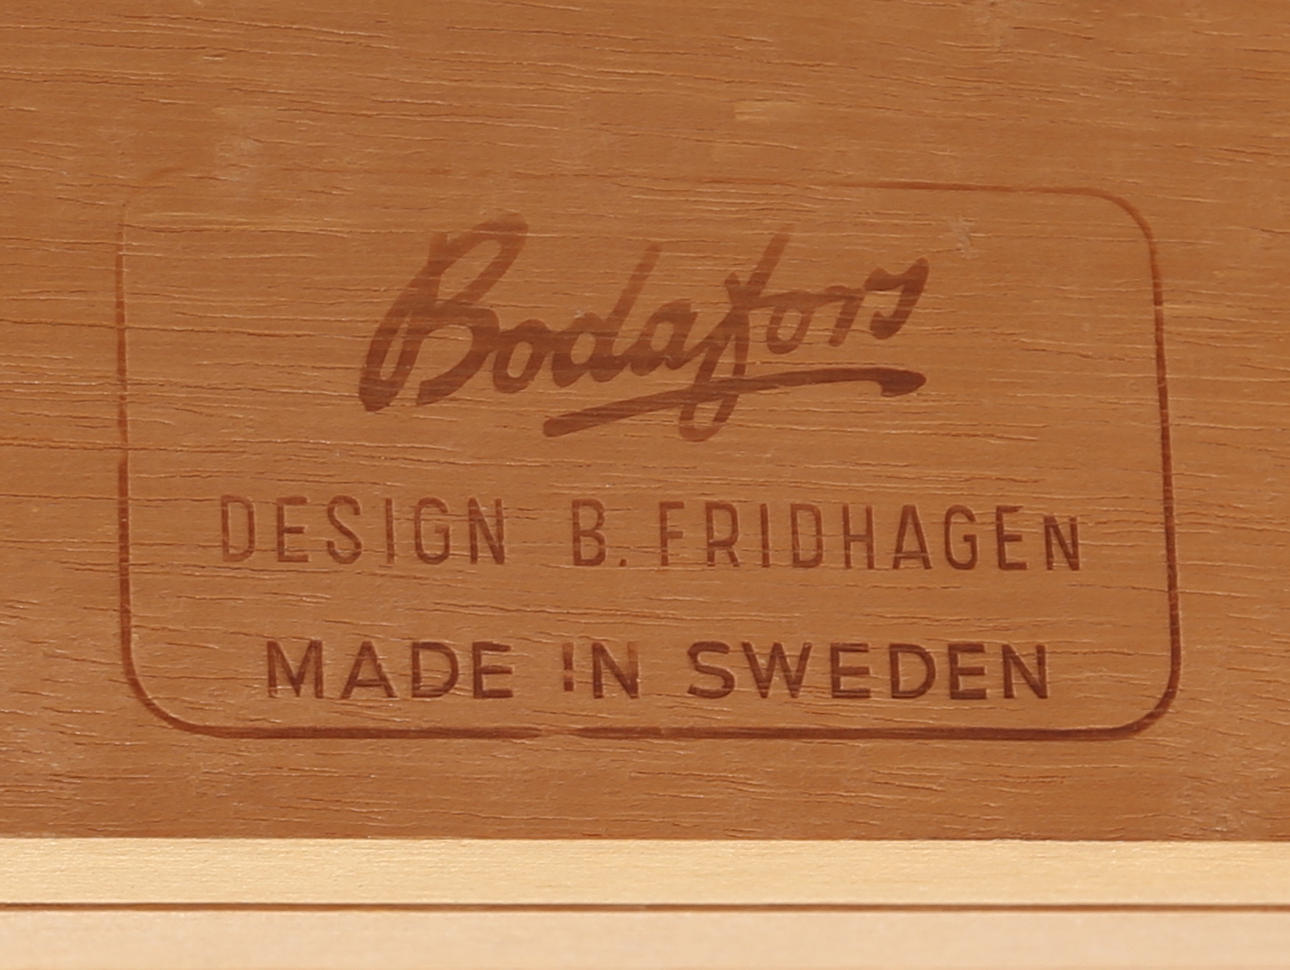 Bodafors
DESIGN B. FRIDHAGEN
MADE IN SWEDEN